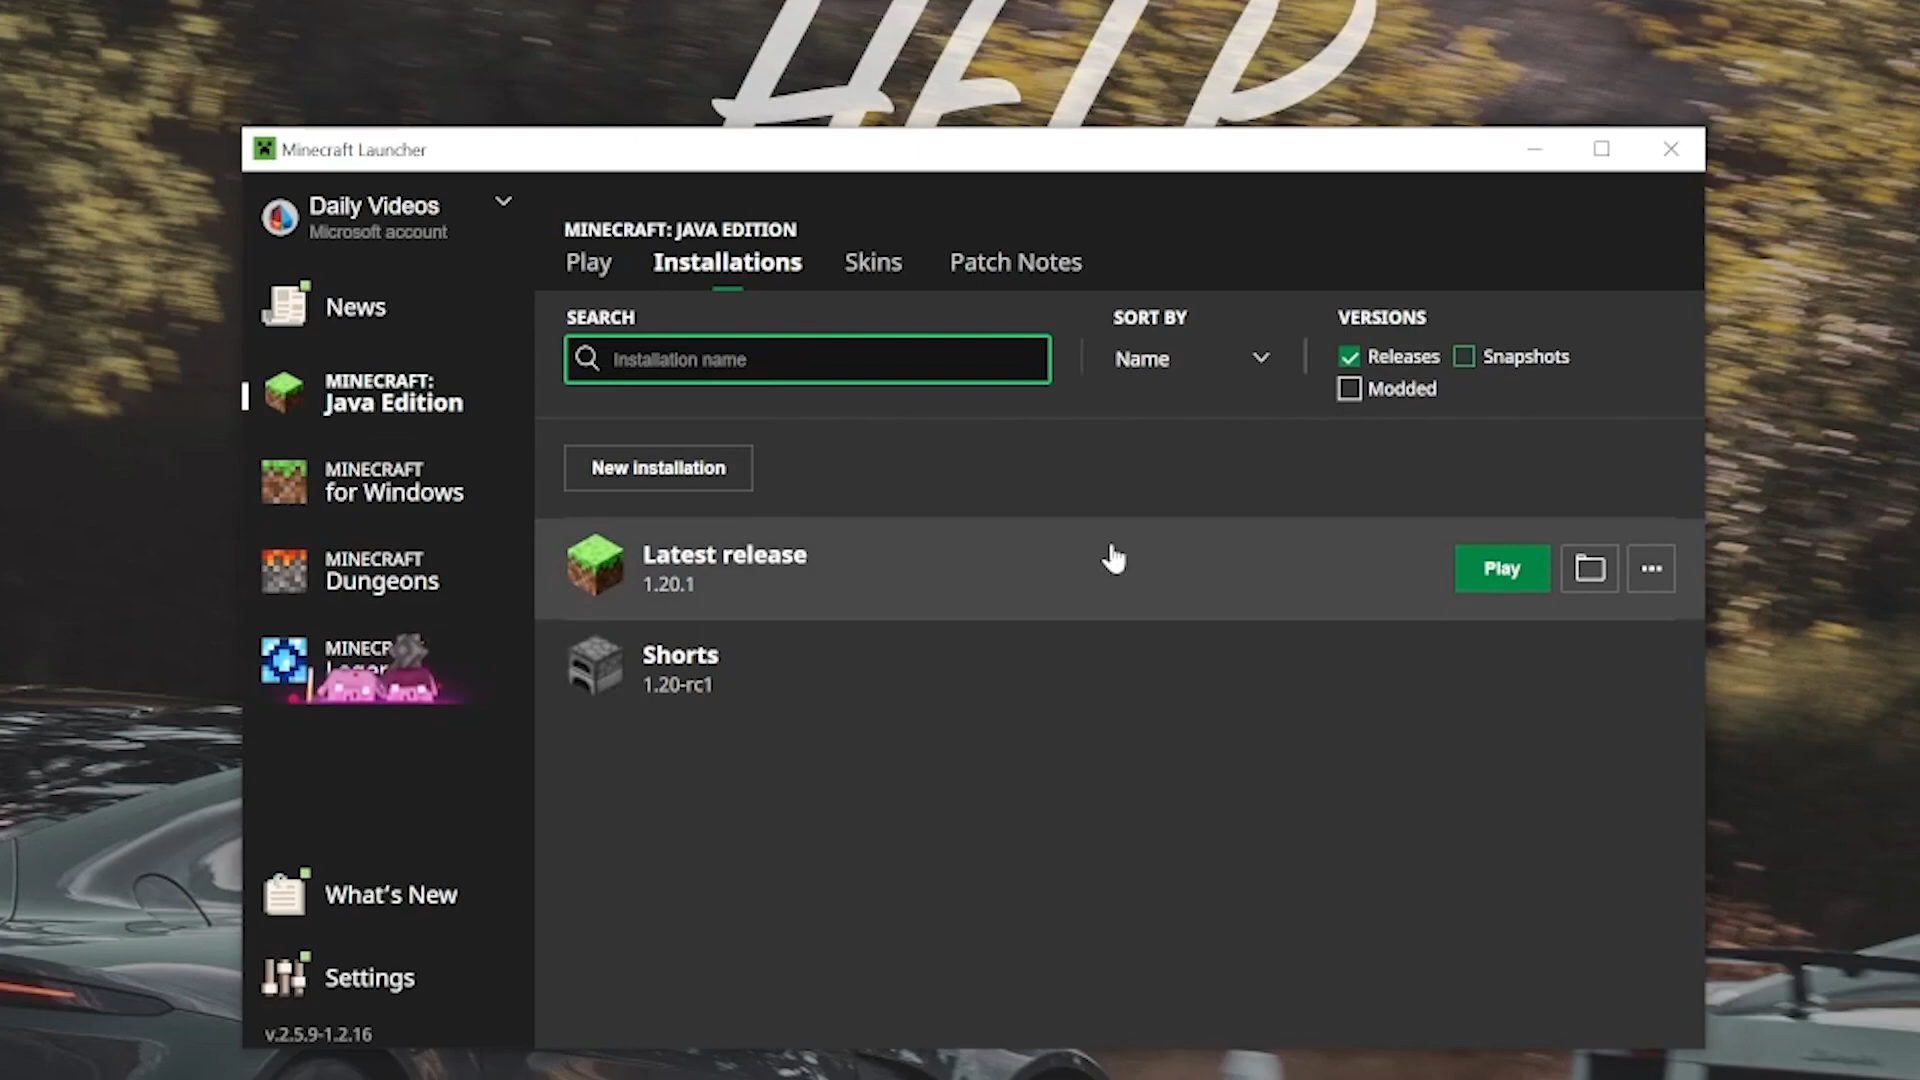 HELP
Minecraft Launcher
Daily Videos
Microsoft account
News
MINECRAFT:
Java Edition
MINECRAFT
for Windows
MINECRAFT
Dungeons
What's New
Settings
v.2.5.9-1.2.16
MINECRAFT: JAVA EDITION
Play Installations Skins Patch Notes
SEARCH
Installation name
SORT BY
Name
VERSIONS
Releases Snapshots
Modded
New installation
Latest release
1.20.1
Play
Shorts
1.20-rc1